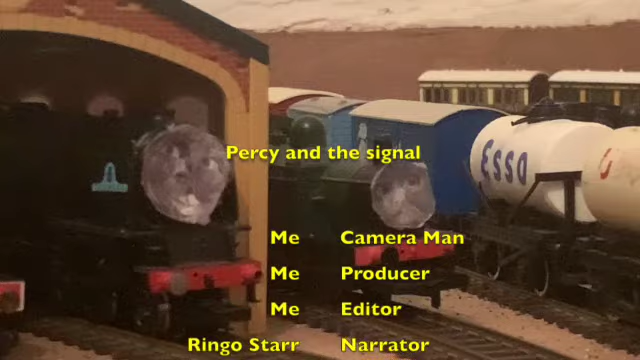 Percy and the signal
Esso
Me Camera Man
Me Producer
Me Editor
Ringo Starr Narrator